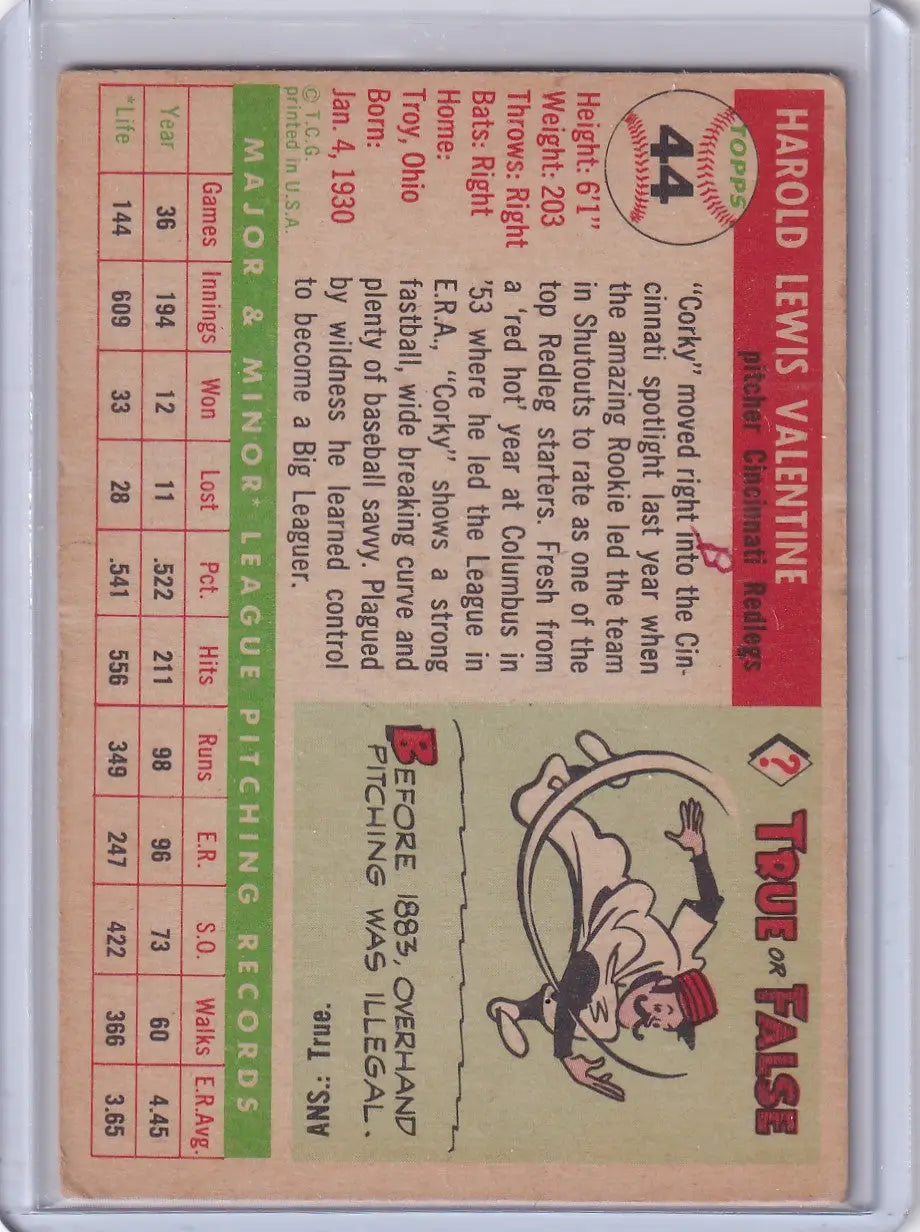 TOPPS
44
HAROLD LEWIS VALENTINE
pitcher Cincinnati Redlegs
Height: 6'1"
Weight: 203
Throws: Right
Bats: Right
Home:
Troy, Ohio
Born:
Jan. 4, 1930
© T.C.G.
printed in U.S.A.
"Corky" moved right into the Cin-
cinnati spotlight last year when
the amazing Rookie led the team
in Shutouts to rate as one of the
top Redleg starters. Fresh from
a 'red hot' year at Columbus in
'53 where he led the League in
E.R.A., "Corky" shows a strong
fastball, wide breaking curve and
plenty of baseball savvy. Plagued
by wildness he learned control
to become a Big Leaguer.
? TRUE OR FALSE
BEFORE 1883, OVERHAND
PITCHING WAS ILLEGAL.
ANS.: True.
MAJOR & MINOR* LEAGUE PITCHING RECORDS
Games Innings Won Lost Pct. Hits Runs E.R. S.O. Walks E.R.Avg.
Year 36 194 12 11 .522 211 98 96 73 60 4.45
*Life 144 609 33 28 .541 556 349 247 422 366 3.65